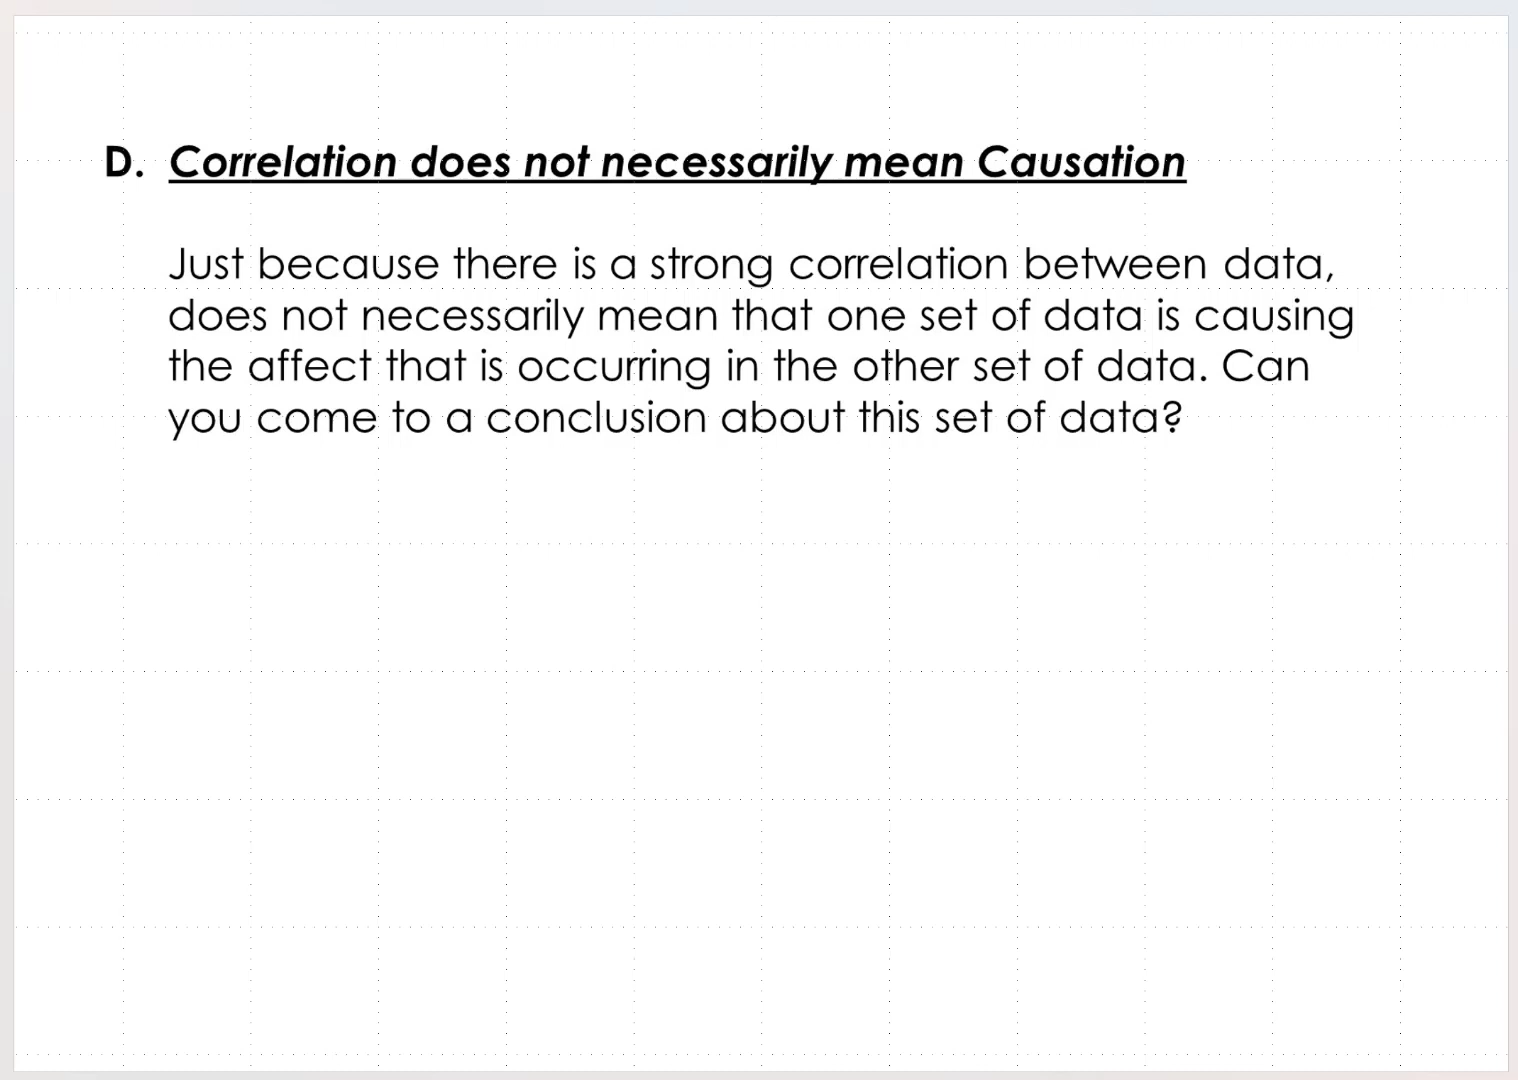 D. Correlation does not necessarily mean Causation
Just because there is a strong correlation between data,
does not necessarily mean that one set of data is causing
the affect that is occurring in the other set of data. Can
you come to a conclusion about this set of data?